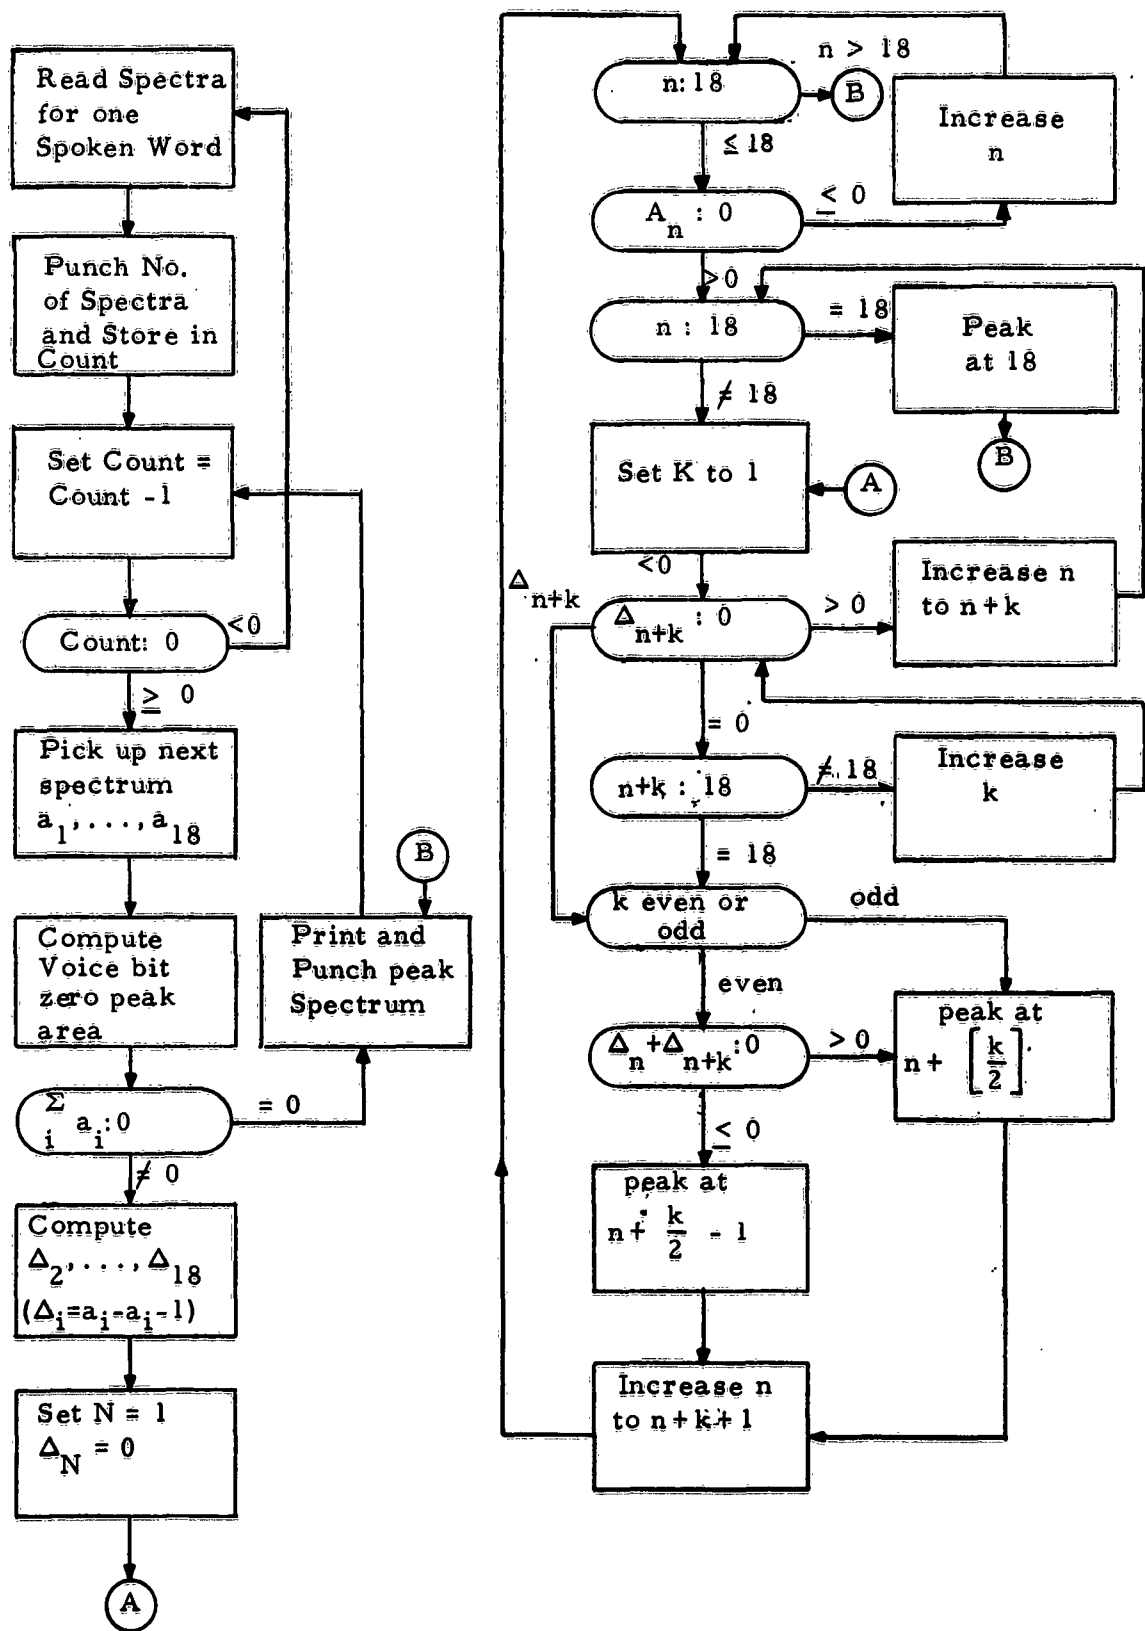 Read Spectra
for one
Spoken Word
Punch No.
of Spectra
and Store in
Count
Set Count =
Count -1
Count: 0
<0
≥ 0
Pick up next
spectrum
a1,...,a18
Compute
Voice bit
zero peak
area
B
Print and
Punch peak
Spectrum
Σ
i ai:0
= 0
≠ 0
Compute
Δ2,...,Δ18
(Δi=ai-ai-1)
Set N = 1
ΔN = 0
A
n:18
n > 18
B
Increase
n
≤ 18
An : 0
≤ 0
>0
n : 18
= 18
Peak
at 18
B
≠ 18
Set K to 1
A
<0
Δn+k
Δn+k : 0
>0
Increase n
to n+k
= 0
n+k : 18
≠ 18
Increase
k
= 18
k even or
odd
odd
even
peak at
n+ [k/2]
Δn+Δn+k:0
>0
≤ 0
peak at
n+ k/2 - 1
Increase n
to n+k+1